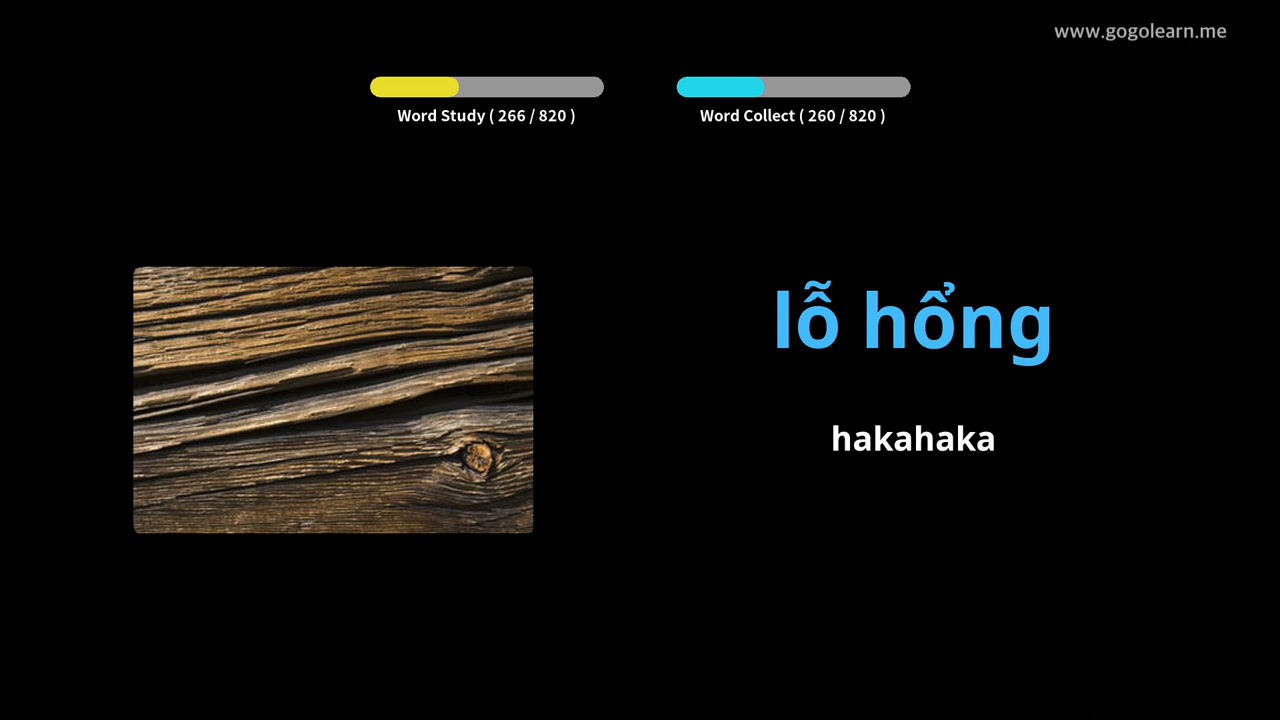 www.gogolearn.me
Word Study ( 266 / 820 )
Word Collect ( 260 / 820 )
lỗ hổng
hakahaka